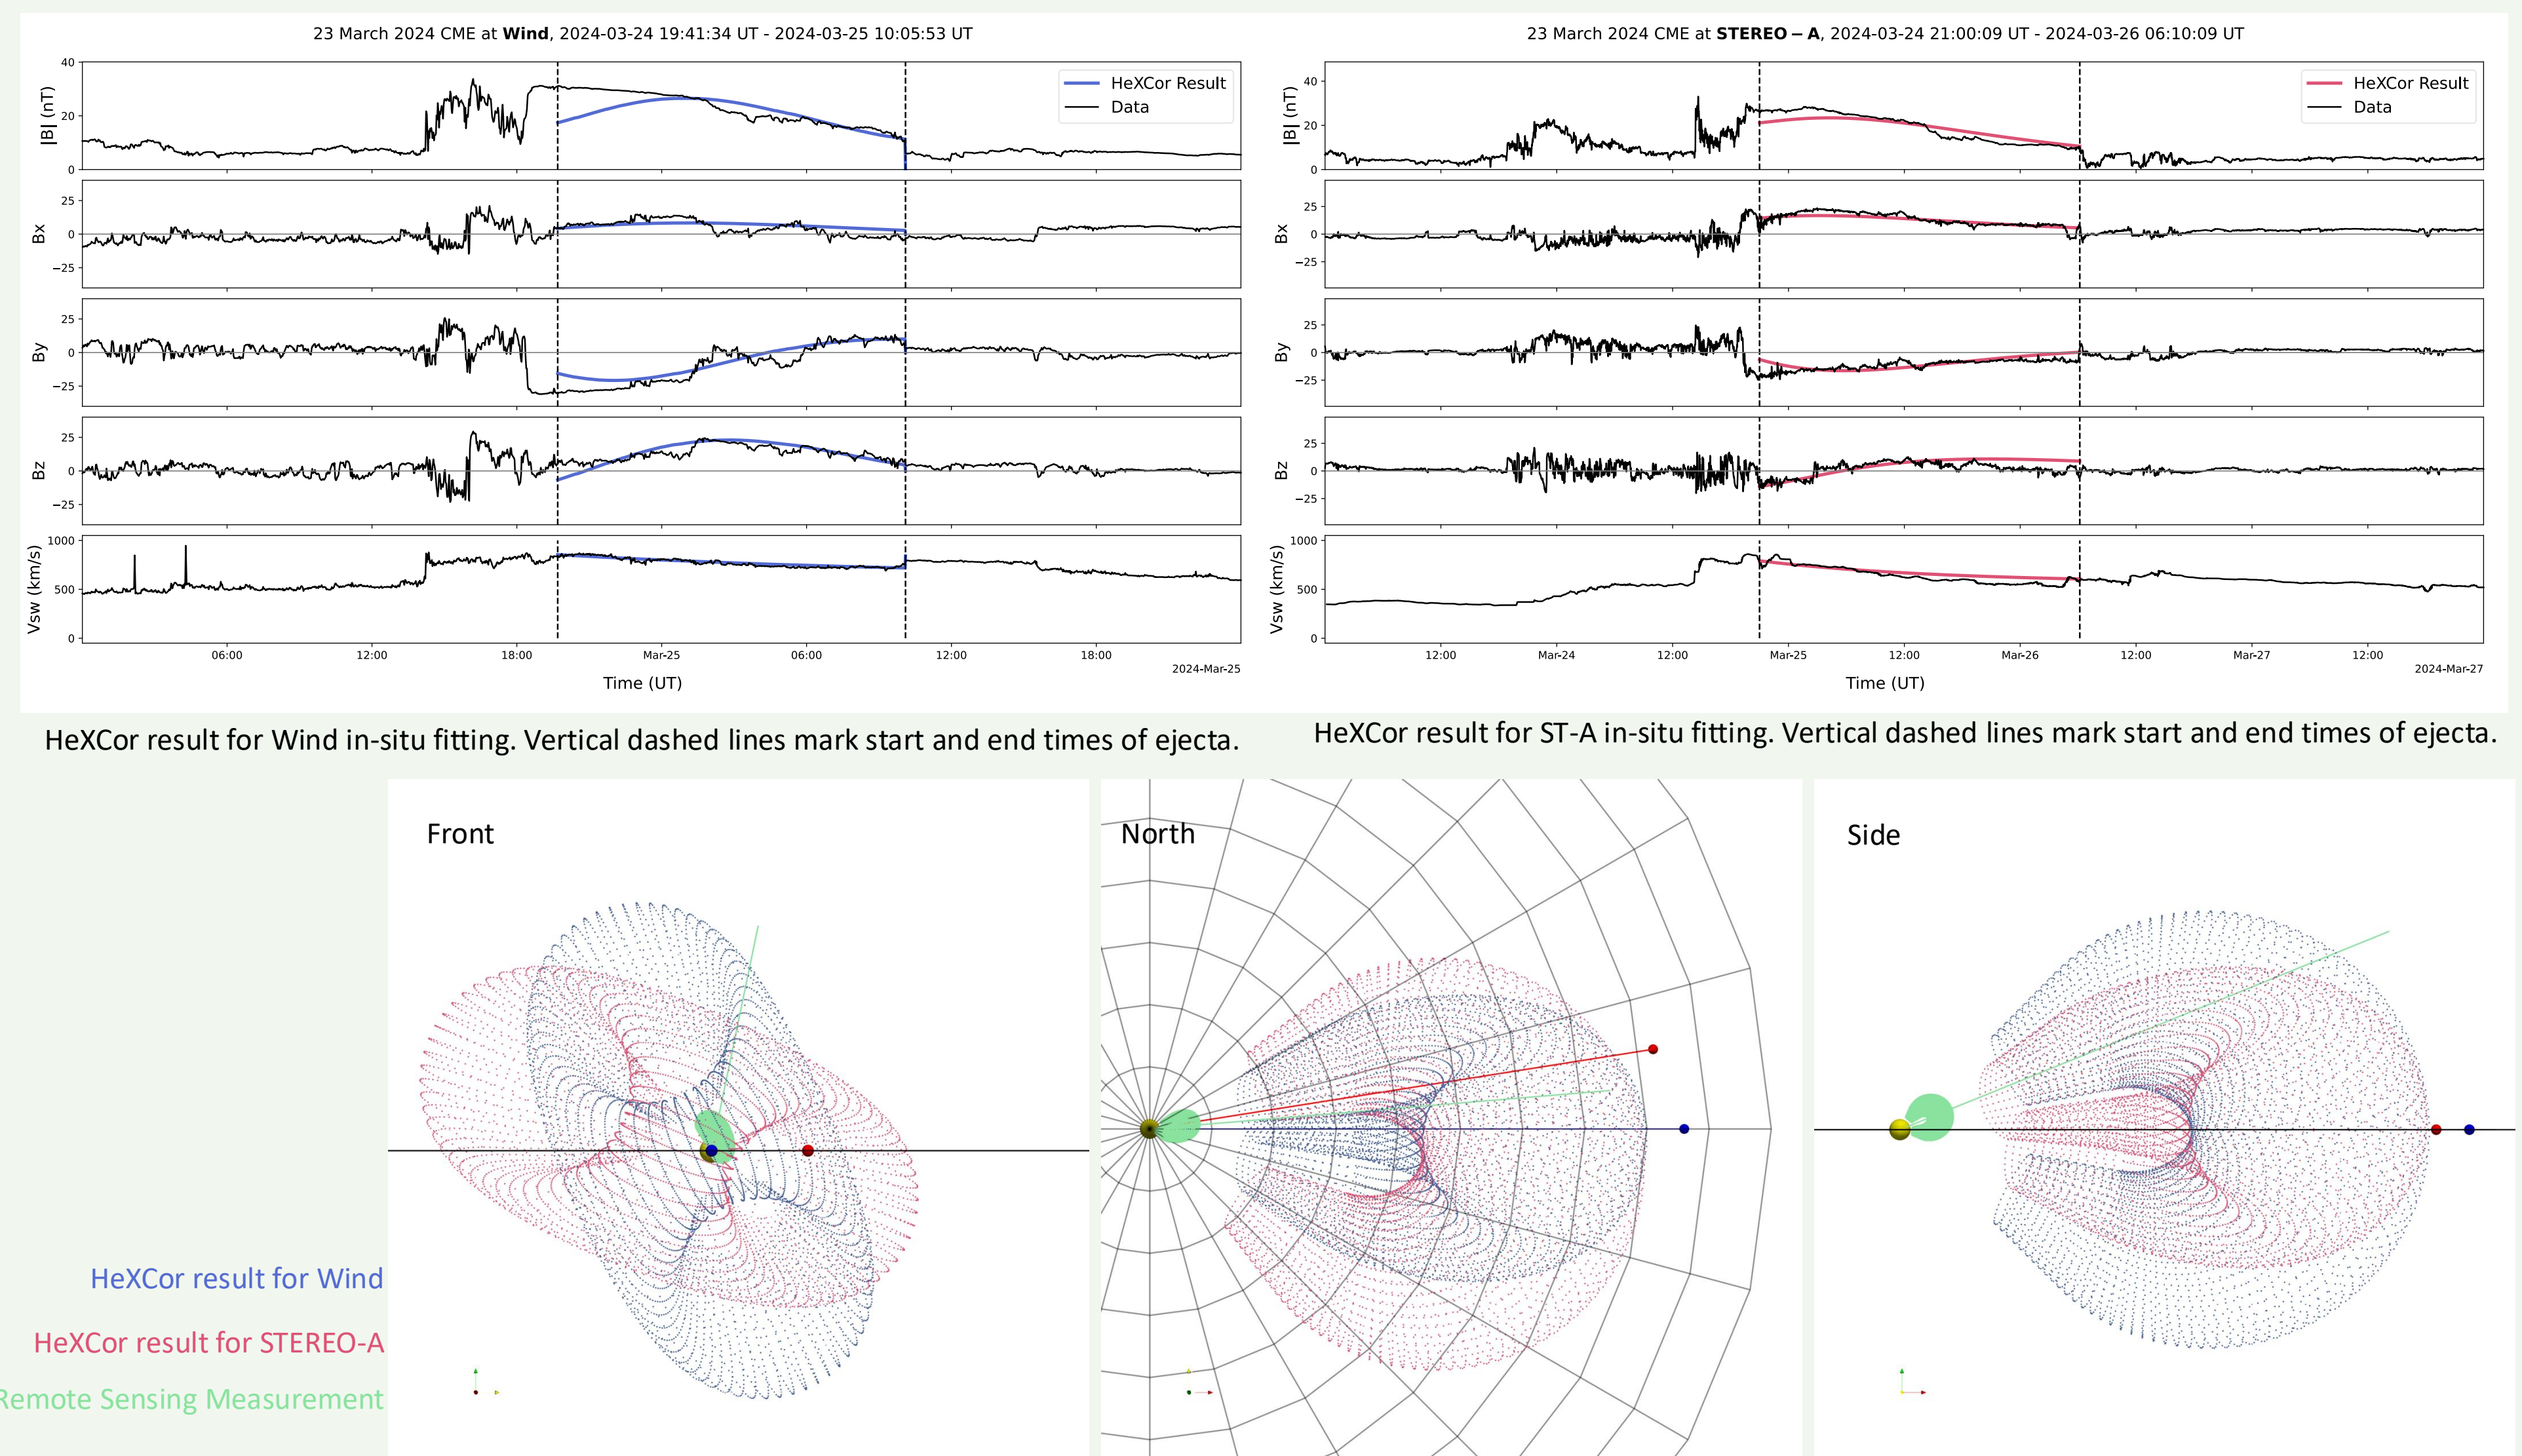 23 March 2024 CME at Wind, 2024-03-24 19:41:34 UT - 2024-03-25 10:05:53 UT
|B| (nT)
40
20
0
HeXCor Result
Data
Bx
25
0
−25
By
25
0
−25
Bz
25
0
−25
Vsw (km/s)
1000
500
0
06:00 12:00 18:00 Mar-25 06:00 12:00 18:00
2024-Mar-25
Time (UT)
23 March 2024 CME at STEREO − A, 2024-03-24 21:00:09 UT - 2024-03-26 06:10:09 UT
|B| (nT)
40
20
0
HeXCor Result
Data
Bx
25
0
−25
By
25
0
−25
Bz
25
0
−25
Vsw (km/s)
1000
500
0
12:00 Mar-24 12:00 Mar-25 12:00 Mar-26 12:00 Mar-27 12:00
2024-Mar-27
Time (UT)
HeXCor result for Wind in-situ fitting. Vertical dashed lines mark start and end times of ejecta.
HeXCor result for ST-A in-situ fitting. Vertical dashed lines mark start and end times of ejecta.
Front
North
Side
HeXCor result for Wind
HeXCor result for STEREO-A
Remote Sensing Measurement